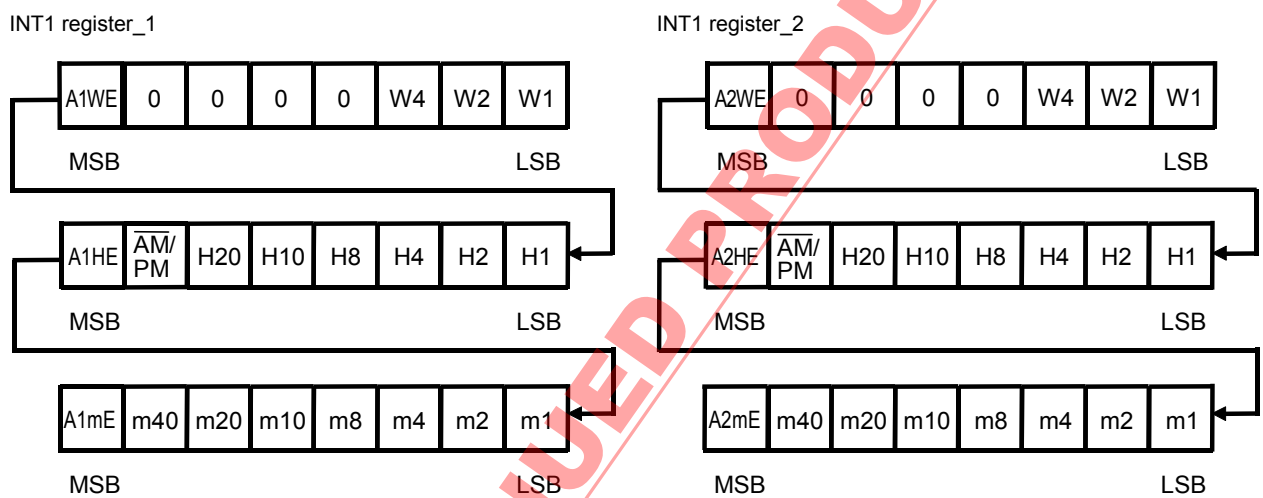 INT1 register_1
A1WE 0 0 0 0 W4 W2 W1
MSB LSB
A1HE AM/PM H20 H10 H8 H4 H2 H1
MSB LSB
A1mE m40 m20 m10 m8 m4 m2 m1
MSB LSB
INT1 register_2
A2WE 0 0 0 0 W4 W2 W1
MSB LSB
A2HE AM/PM H20 H10 H8 H4 H2 H1
MSB LSB
A2mE m40 m20 m10 m8 m4 m2 m1
MSB LSB
UED PRODU